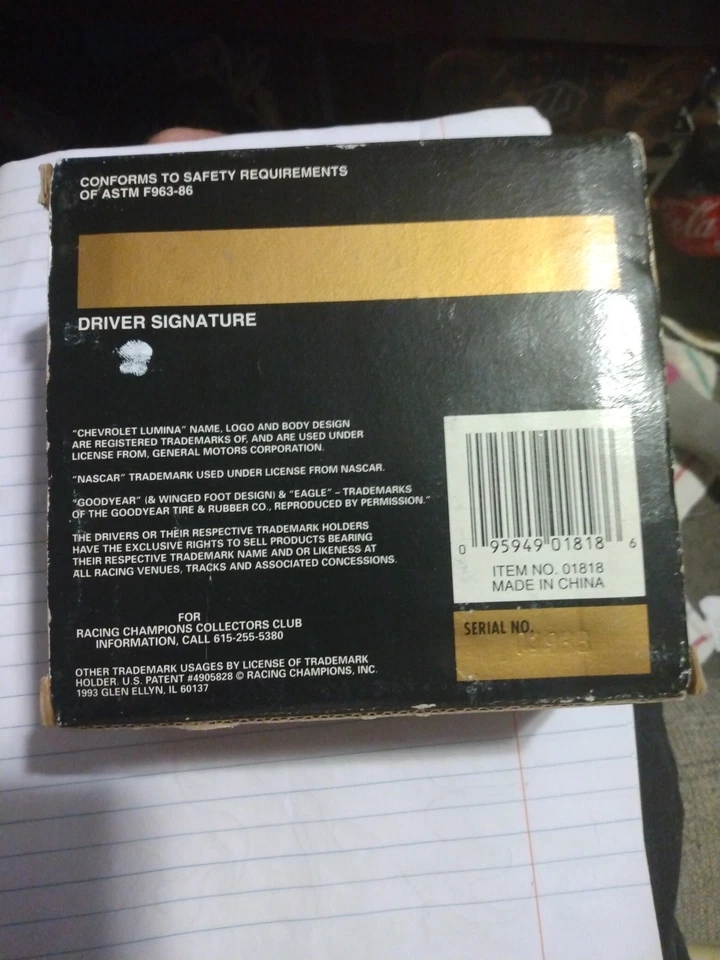 CONFORMS TO SAFETY REQUIREMENTS
OF ASTM F963-86
DRIVER SIGNATURE
"CHEVROLET LUMINA" NAME, LOGO AND BODY DESIGN
ARE REGISTERED TRADEMARKS OF, AND ARE USED UNDER
LICENSE FROM, GENERAL MOTORS CORPORATION.
"NASCAR" TRADEMARK USED UNDER LICENSE FROM NASCAR.
"GOODYEAR" (& WINGED FOOT DESIGN) & "EAGLE" – TRADEMARKS
OF THE GOODYEAR TIRE & RUBBER CO., REPRODUCED BY PERMISSION."
THE DRIVERS OR THEIR RESPECTIVE TRADEMARK HOLDERS
HAVE THE EXCLUSIVE RIGHTS TO SELL PRODUCTS BEARING
THEIR RESPECTIVE TRADEMARK NAME AND OR LIKENESS AT
ALL RACING VENUES, TRACKS AND ASSOCIATED CONCESSIONS.
FOR
RACING CHAMPIONS COLLECTORS CLUB
INFORMATION, CALL 615-255-5380
OTHER TRADEMARK USAGES BY LICENSE OF TRADEMARK
HOLDER. U.S. PATENT #4905828 © RACING CHAMPIONS, INC.
1993 GLEN ELLYN, IL 60137
0 95949 01818 6
ITEM NO. 01818
MADE IN CHINA
SERIAL NO.